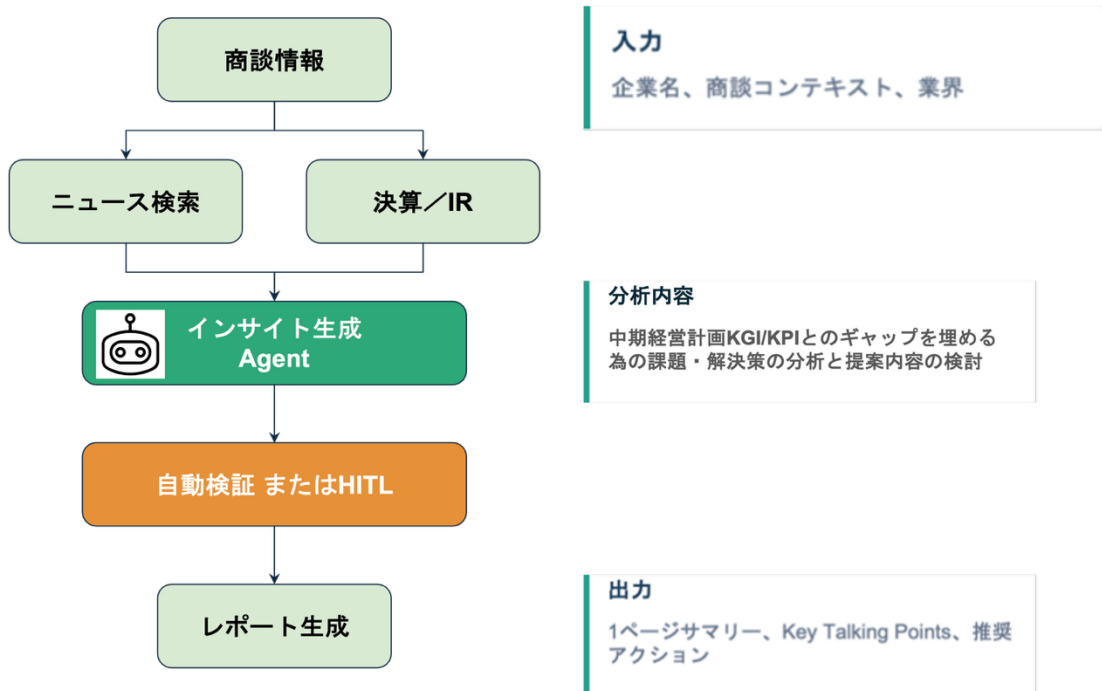 商談情報
入力
企業名、商談コンテキスト、業界
ニュース検索
決算／IR
インサイト生成
Agent
分析内容
中期経営計画KGI/KPIとのギャップを埋める
為の課題・解決策の分析と提案内容の検討
自動検証 またはHITL
レポート生成
出力
1ページサマリー、Key Talking Points、推奨
アクション